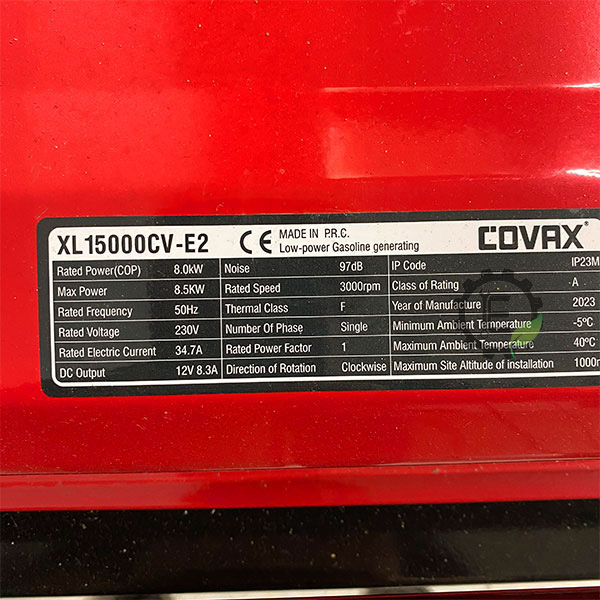 XL15000CV-E2 CE MADE IN P.R.C. Low-power Gasoline generating COVAX®
Rated Power(COP) 8.0kW Noise 97dB IP Code IP23M
Max Power 8.5KW Rated Speed 3000rpm Class of Rating A
Rated Frequency 50Hz Thermal Class F Year of Manufacture 2023
Rated Voltage 230V Number Of Phase Single Minimum Ambient Temperature -5ºC
Rated Electric Current 34.7A Rated Power Factor 1 Maximum Ambient Temperature 40ºC
DC Output 12V 8.3A Direction of Rotation Clockwise Maximum Site Altitude of installation 1000m